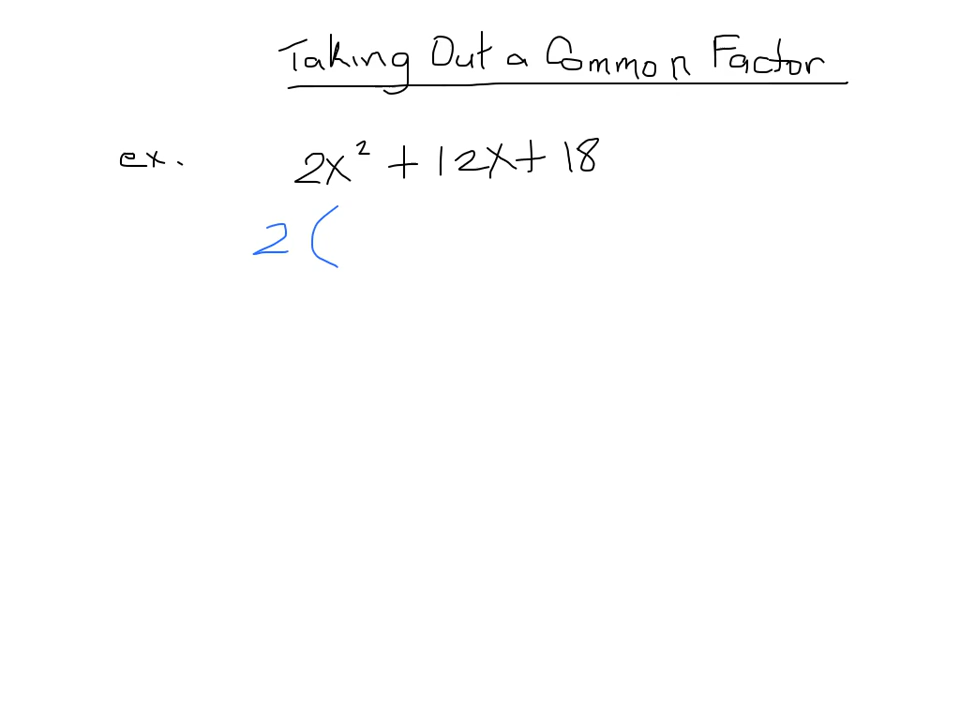 Taking Out a Common Factor
ex. 2x² + 12x + 18
2 (